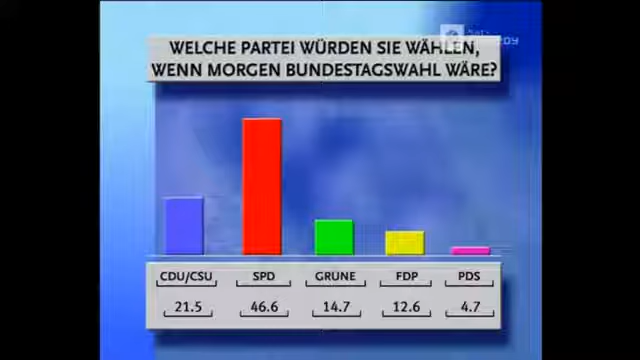 WELCHE PARTEI WÜRDEN SIE WÄHLEN,
WENN MORGEN BUNDESTAGSWAHL WÄRE?
CDU/CSU SPD GRÜNE FDP PDS
21.5 46.6 14.7 12.6 4.7